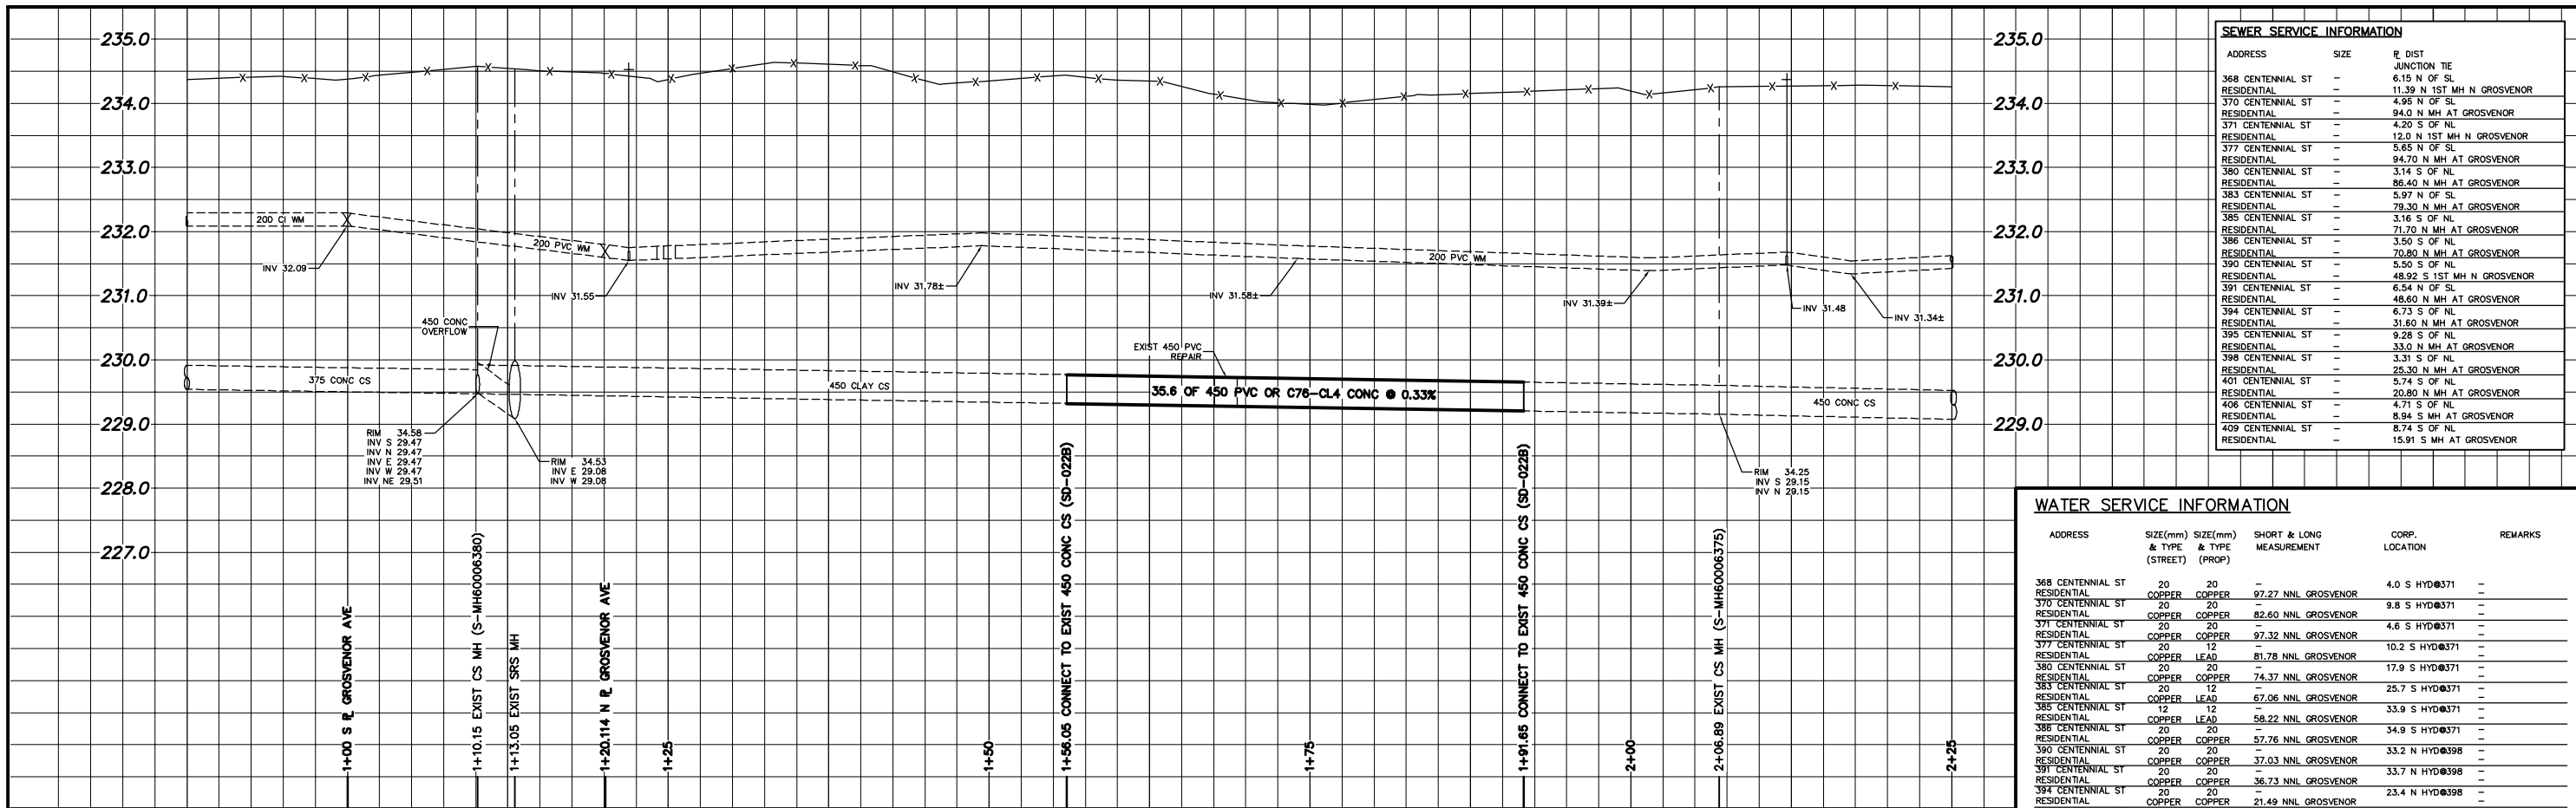 235.0
234.0
233.0
232.0
231.0
230.0
229.0
228.0
227.0
235.0
234.0
233.0
232.0
231.0
230.0
229.0
200 CI WM
INV 32.09
200 PVC WM
INV 31.55
INV 31.78±
INV 31.58±
200 PVC WM
INV 31.39±
INV 31.48
INV 31.34±
450 CONC
OVERFLOW
375 CONC CS
450 CLAY CS
EXIST 450 PVC
REPAIR
35.6 OF 450 PVC OR C76-CL4 CONC @ 0.33%
450 CONC CS
RIM 34.58
INV S 29.47
INV N 29.47
INV E 29.47
INV W 29.47
INV NE 29.51
RIM 34.53
INV E 29.08
INV W 29.08
RIM 34.25
INV S 29.15
INV N 29.15
1+00 S PL GROSVENOR AVE
1+10.15 EXIST CS MH (S-MH60006380)
1+13.05 EXIST SRS MH
1+20.114 N PL GROSVENOR AVE
1+25
1+50
1+56.05 CONNECT TO EXIST 450 CONC CS (SD-022B)
1+75
1+91.65 CONNECT TO EXIST 450 CONC CS (SD-022B)
2+00
2+06.89 EXIST CS MH (S-MH60006375)
2+25
SEWER SERVICE INFORMATION
ADDRESS SIZE PL DIST
JUNCTION TIE
368 CENTENNIAL ST - 6.15 N OF SL
RESIDENTIAL - 11.39 N 1ST MH N GROSVENOR
370 CENTENNIAL ST - 4.95 N OF SL
RESIDENTIAL - 94.0 N MH AT GROSVENOR
371 CENTENNIAL ST - 4.20 S OF NL
RESIDENTIAL - 12.0 N 1ST MH N GROSVENOR
377 CENTENNIAL ST - 5.65 N OF SL
RESIDENTIAL - 94.70 N MH AT GROSVENOR
380 CENTENNIAL ST - 3.14 S OF NL
RESIDENTIAL - 86.40 N MH AT GROSVENOR
383 CENTENNIAL ST - 5.97 N OF SL
RESIDENTIAL - 79.30 N MH AT GROSVENOR
385 CENTENNIAL ST - 3.16 S OF NL
RESIDENTIAL - 71.70 N MH AT GROSVENOR
386 CENTENNIAL ST - 3.50 S OF NL
RESIDENTIAL - 70.80 N MH AT GROSVENOR
390 CENTENNIAL ST - 5.50 S OF NL
RESIDENTIAL - 48.92 S 1ST MH N GROSVENOR
391 CENTENNIAL ST - 6.54 N OF SL
RESIDENTIAL - 48.60 N MH AT GROSVENOR
394 CENTENNIAL ST - 6.73 S OF NL
RESIDENTIAL - 31.60 N MH AT GROSVENOR
395 CENTENNIAL ST - 9.28 S OF NL
RESIDENTIAL - 33.0 N MH AT GROSVENOR
398 CENTENNIAL ST - 3.31 S OF NL
RESIDENTIAL - 25.30 N MH AT GROSVENOR
401 CENTENNIAL ST - 5.74 S OF NL
RESIDENTIAL - 20.80 N MH AT GROSVENOR
406 CENTENNIAL ST - 4.71 S OF NL
RESIDENTIAL - 8.94 S MH AT GROSVENOR
409 CENTENNIAL ST - 8.74 S OF NL
RESIDENTIAL - 15.91 S MH AT GROSVENOR
WATER SERVICE INFORMATION
ADDRESS SIZE(mm) SIZE(mm) SHORT & LONG CORP. REMARKS
& TYPE & TYPE MEASUREMENT LOCATION
(STREET) (PROP)
368 CENTENNIAL ST 20 20 - 4.0 S HYD@371 -
RESIDENTIAL COPPER COPPER 97.27 NNL GROSVENOR -
370 CENTENNIAL ST 20 20 - 9.8 S HYD@371 -
RESIDENTIAL COPPER COPPER 82.60 NNL GROSVENOR -
371 CENTENNIAL ST 20 20 - 4.6 S HYD@371 -
RESIDENTIAL COPPER COPPER 97.32 NNL GROSVENOR -
377 CENTENNIAL ST 20 12 - 10.2 S HYD@371 -
RESIDENTIAL COPPER LEAD 81.78 NNL GROSVENOR -
380 CENTENNIAL ST 20 20 - 17.9 S HYD@371 -
RESIDENTIAL COPPER COPPER 74.37 NNL GROSVENOR -
383 CENTENNIAL ST 20 12 - 25.7 S HYD@371 -
RESIDENTIAL COPPER LEAD 67.06 NNL GROSVENOR -
385 CENTENNIAL ST 12 12 - 33.9 S HYD@371 -
RESIDENTIAL COPPER LEAD 58.22 NNL GROSVENOR -
386 CENTENNIAL ST 20 20 - 34.9 S HYD@371 -
RESIDENTIAL COPPER COPPER 57.76 NNL GROSVENOR -
390 CENTENNIAL ST 20 20 - 33.2 N HYD@398 -
RESIDENTIAL COPPER COPPER 37.03 NNL GROSVENOR -
391 CENTENNIAL ST 20 20 - 33.7 N HYD@398 -
RESIDENTIAL COPPER COPPER 36.73 NNL GROSVENOR -
394 CENTENNIAL ST 20 20 - 23.4 N HYD@398 -
RESIDENTIAL COPPER COPPER 21.49 NNL GROSVENOR -